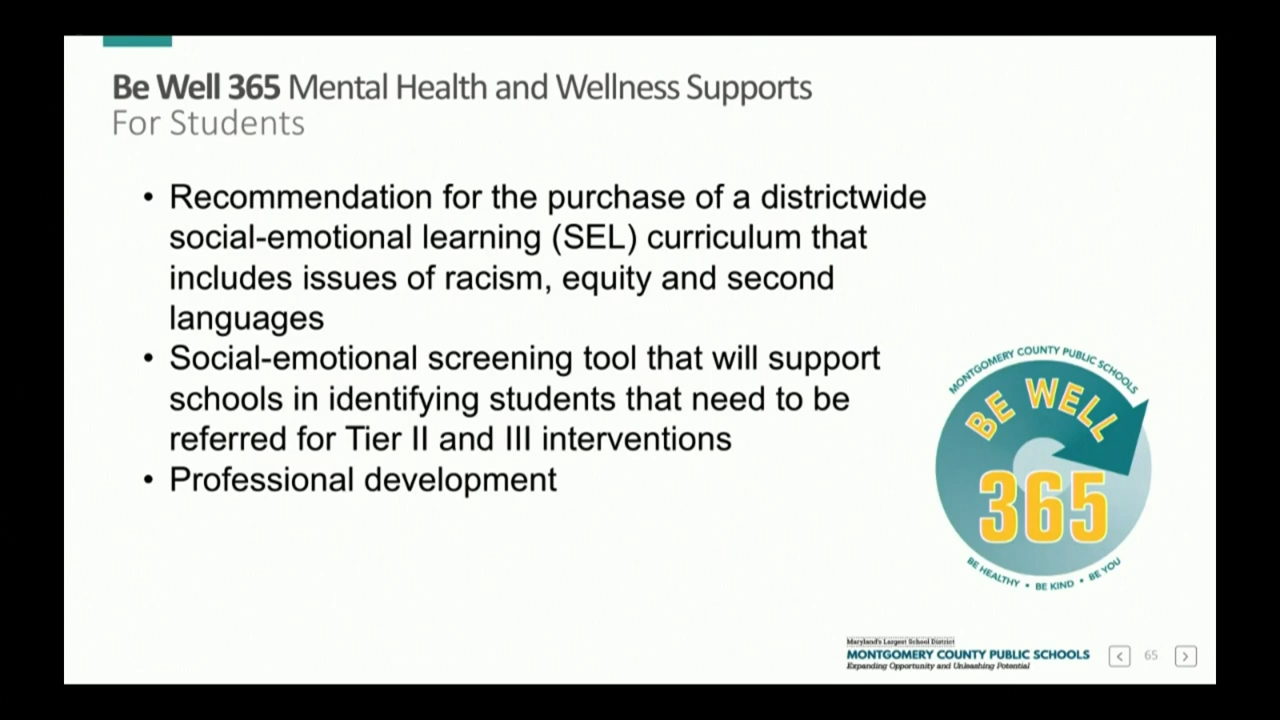 Be Well 365 Mental Health and Wellness Supports
For Students
• Recommendation for the purchase of a districtwide
social-emotional learning (SEL) curriculum that
includes issues of racism, equity and second
languages
• Social-emotional screening tool that will support
schools in identifying students that need to be
referred for Tier II and III interventions
• Professional development
MONTGOMERY COUNTY PUBLIC SCHOOLS
BE WELL
365
BE HEALTHY • BE KIND • BE YOU
Maryland's Largest School District
MONTGOMERY COUNTY PUBLIC SCHOOLS
Expanding Opportunity and Unleashing Potential
< 65 >